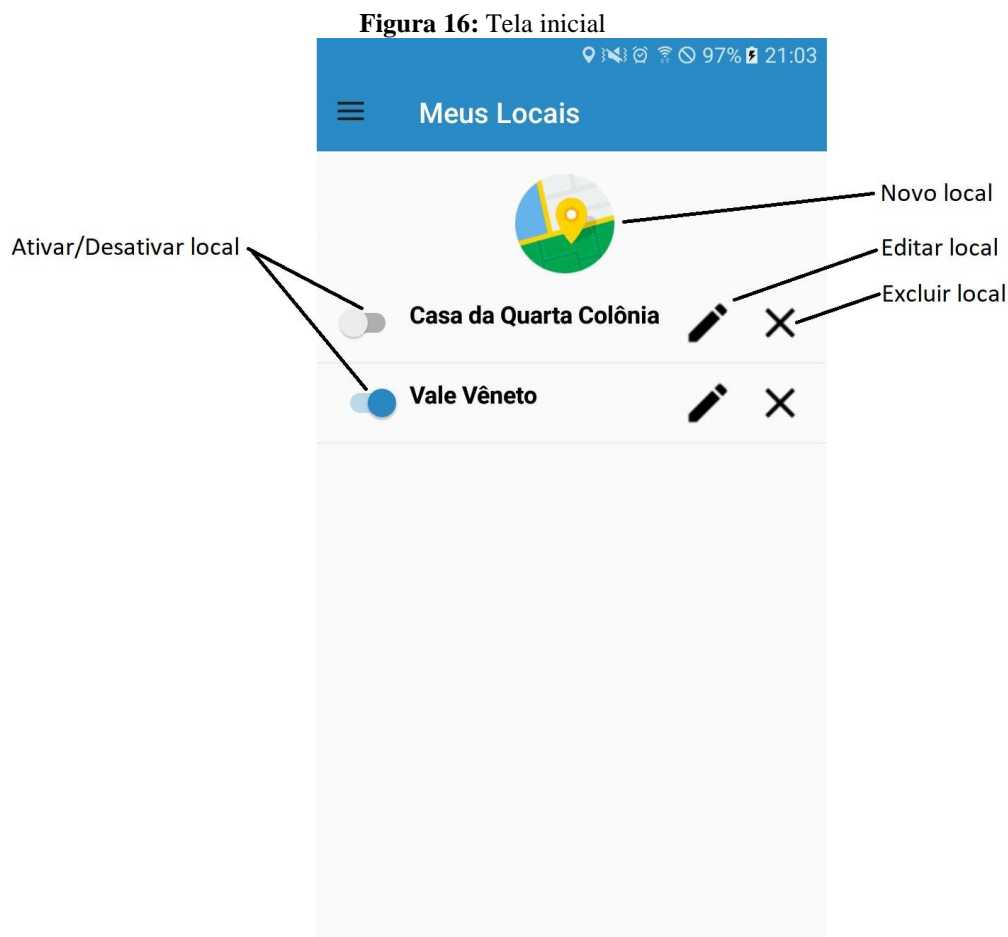 Figura 16: Tela inicial
97% 21:03
Meus Locais
Novo local
Ativar/Desativar local
Editar local
Excluir local
Casa da Quarta Colônia
Vale Vêneto